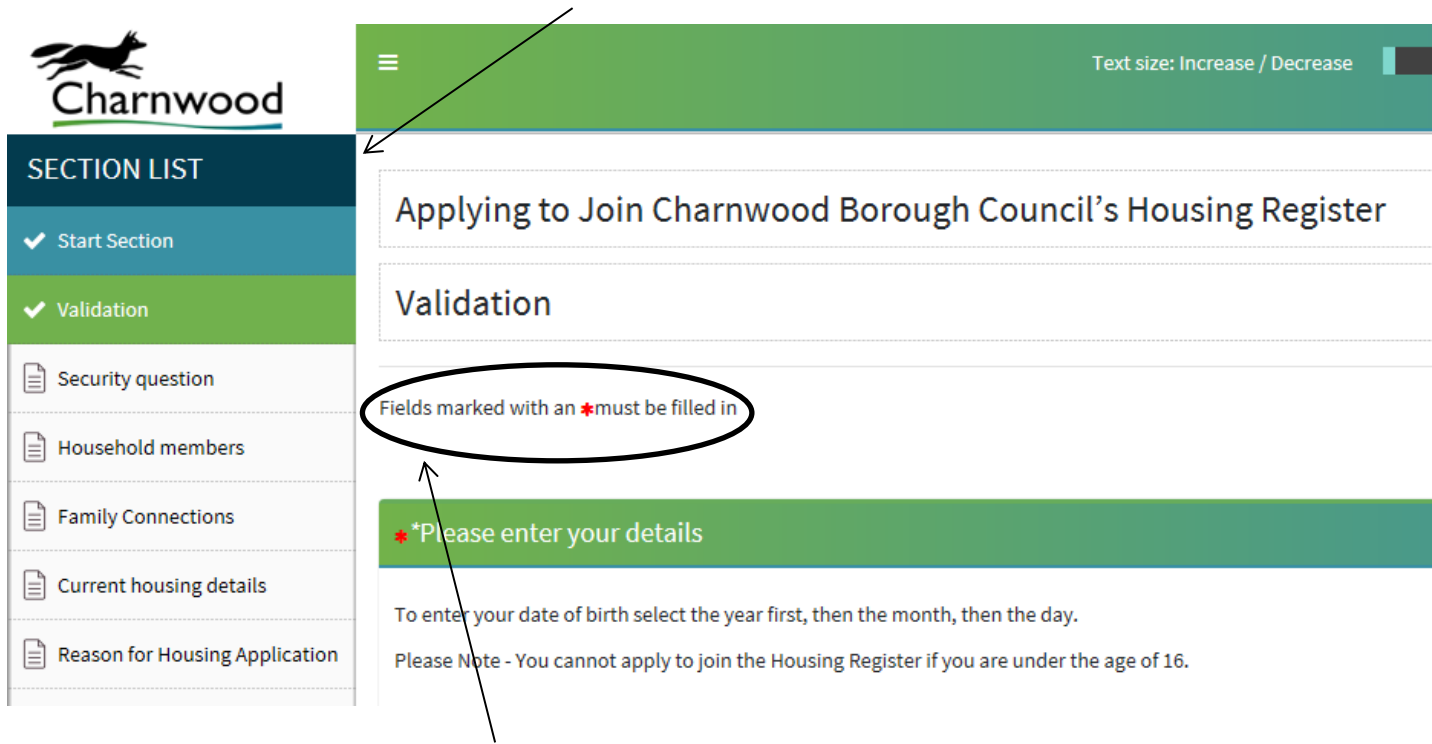 Charnwood
Text size: Increase / Decrease
SECTION LIST
Start Section
Validation
Security question
Household members
Family Connections
Current housing details
Reason for Housing Application
Applying to Join Charnwood Borough Council’s Housing Register
Validation
Fields marked with an *must be filled in
**Please enter your details
To enter your date of birth select the year first, then the month, then the day.
Please Note - You cannot apply to join the Housing Register if you are under the age of 16.